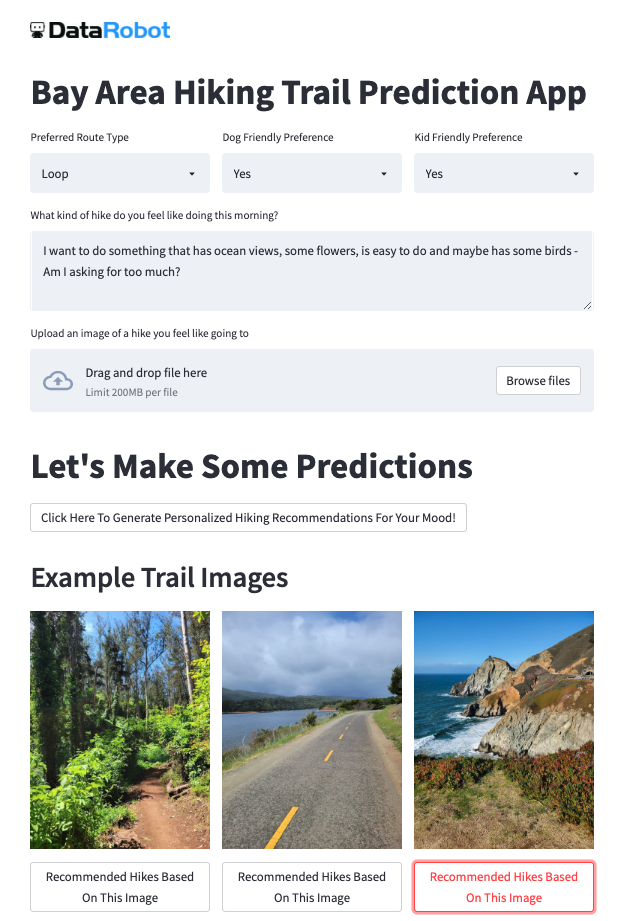 DataRobot
Bay Area Hiking Trail Prediction App
Preferred Route Type
Dog Friendly Preference
Kid Friendly Preference
Loop
Yes
Yes
What kind of hike do you feel like doing this morning?
I want to do something that has ocean views, some flowers, is easy to do and maybe has some birds -
Am I asking for too much?
Upload an image of a hike you feel like going to
Drag and drop file here
Limit 200MB per file
Browse files
Let's Make Some Predictions
Click Here To Generate Personalized Hiking Recommendations For Your Mood!
Example Trail Images
Recommended Hikes Based
On This Image
Recommended Hikes Based
On This Image
Recommended Hikes Based
On This Image